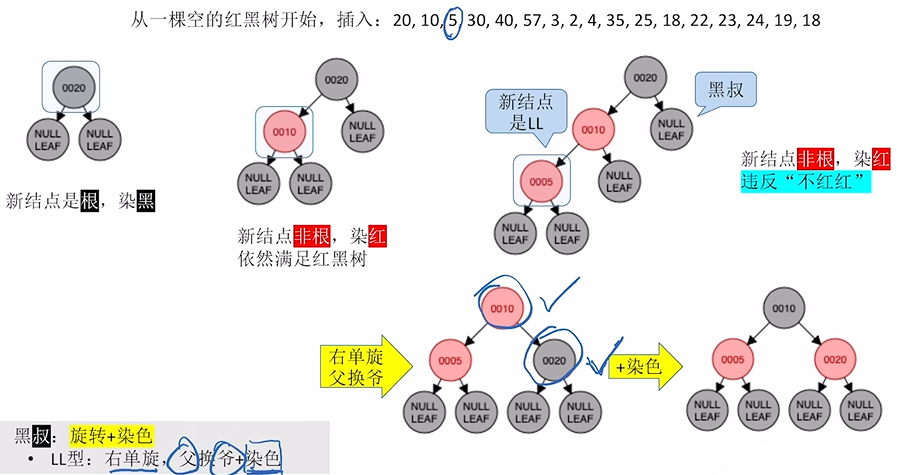 从一棵空的红黑树开始，插入：20, 10, 5, 30, 40, 57, 3, 2, 4, 35, 25, 18, 22, 23, 24, 19, 18
0020
NULL LEAF
NULL LEAF
新结点是根，染黑
0020
0010
NULL LEAF
NULL LEAF
NULL LEAF
新结点非根，染红
依然满足红黑树
0020
新结点
是LL
黑叔
0010
NULL LEAF
0005
NULL LEAF
NULL LEAF
NULL LEAF
新结点非根，染红
违反“不红红”
右单旋
父换爷
0010
0005
0020
NULL LEAF
NULL LEAF
NULL LEAF
NULL LEAF
+染色
0010
0005
0020
NULL LEAF
NULL LEAF
NULL LEAF
NULL LEAF
黑叔：旋转+染色
• LL型：右单旋，父换爷+染色